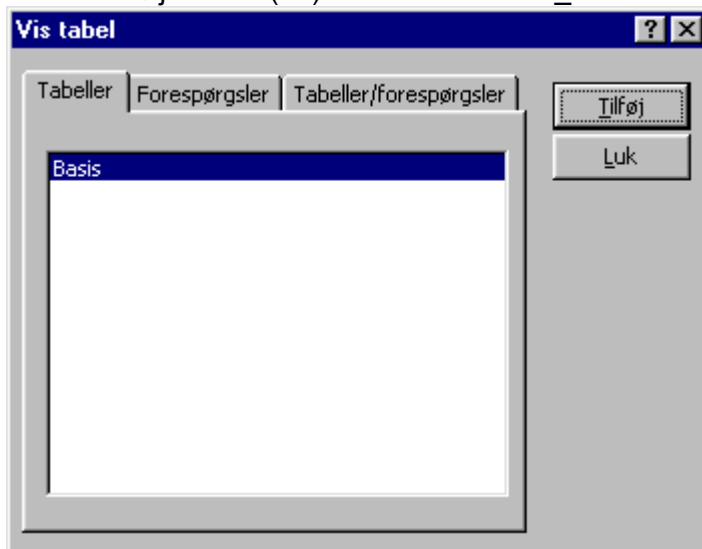 Vis tabel
Tabeller Forespørgsler Tabeller/forespørgsler
Tilføj
Luk
Basis